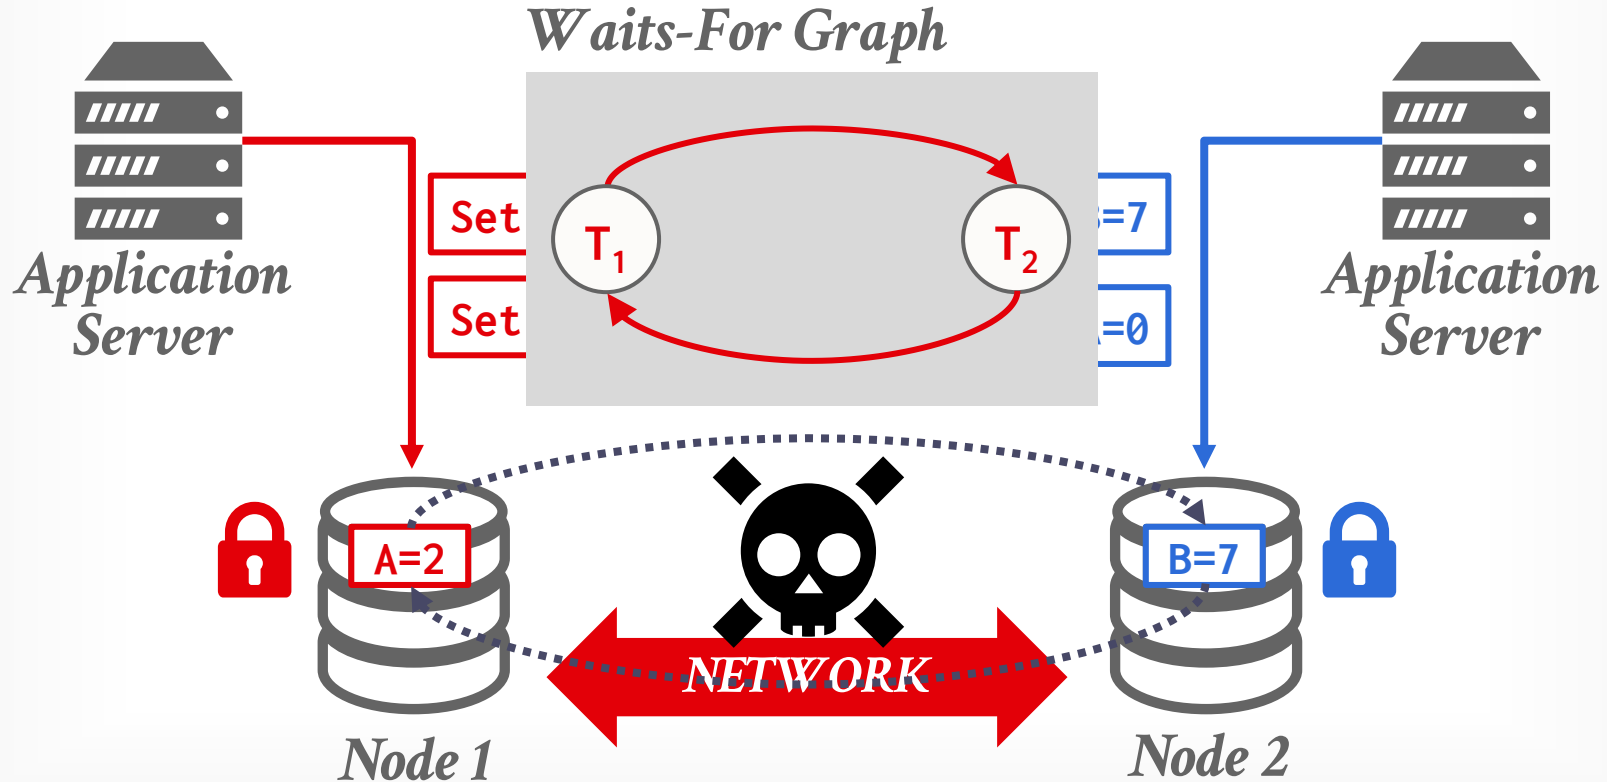 Waits-For Graph
Application
Server
Set
Set
T1
T2
=7
=0
Application
Server
A=2
B=7
NETWORK
Node 1
Node 2